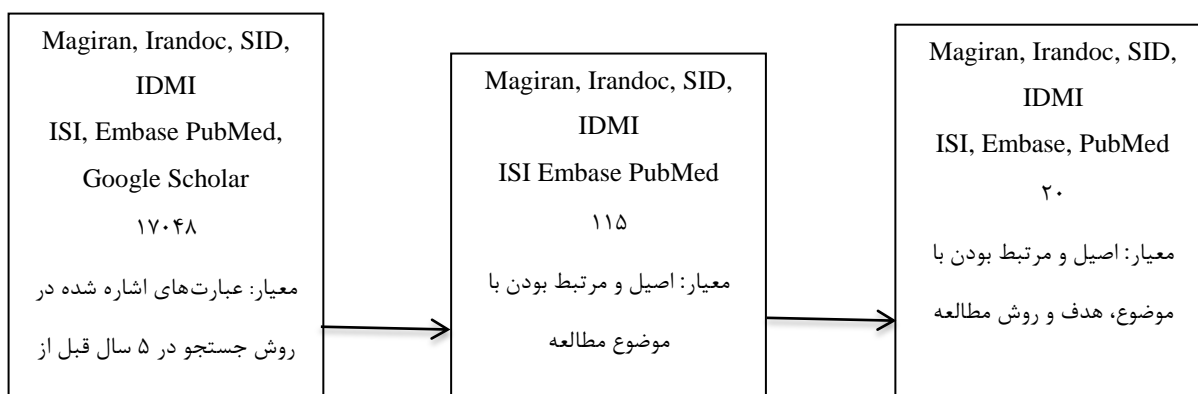 Magiran, Irandoc, SID,
IDMI
ISI, Embase PubMed,
Google Scholar
۱۷۰۴۸
معیار: عبارت‌های اشاره شده در
روش جستجو در ۵ سال قبل از
Magiran, Irandoc, SID,
IDMI
ISI Embase PubMed
۱۱۵
معیار: اصیل و مرتبط بودن با
موضوع مطالعه
Magiran, Irandoc, SID,
IDMI
ISI, Embase, PubMed
۲۰
معیار: اصیل و مرتبط بودن با
موضوع، هدف و روش مطالعه